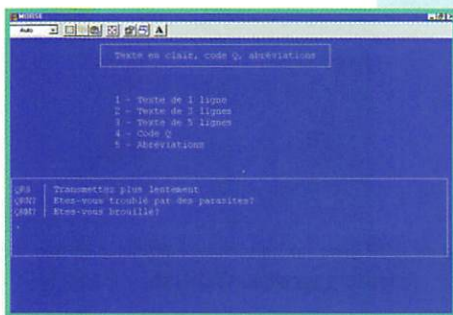 MORSE
Auto
A
Texte en clair, code Q, abréviations
1 - Texte de 1 ligne
2 - Texte de 3 lignes
3 - Texte de 5 lignes
4 - Code Q
5 - Abréviations
QRS Transmettez plus lentement
QRN? Etes-vous troublé par des parasites?
QRM? Etes-vous brouillé?